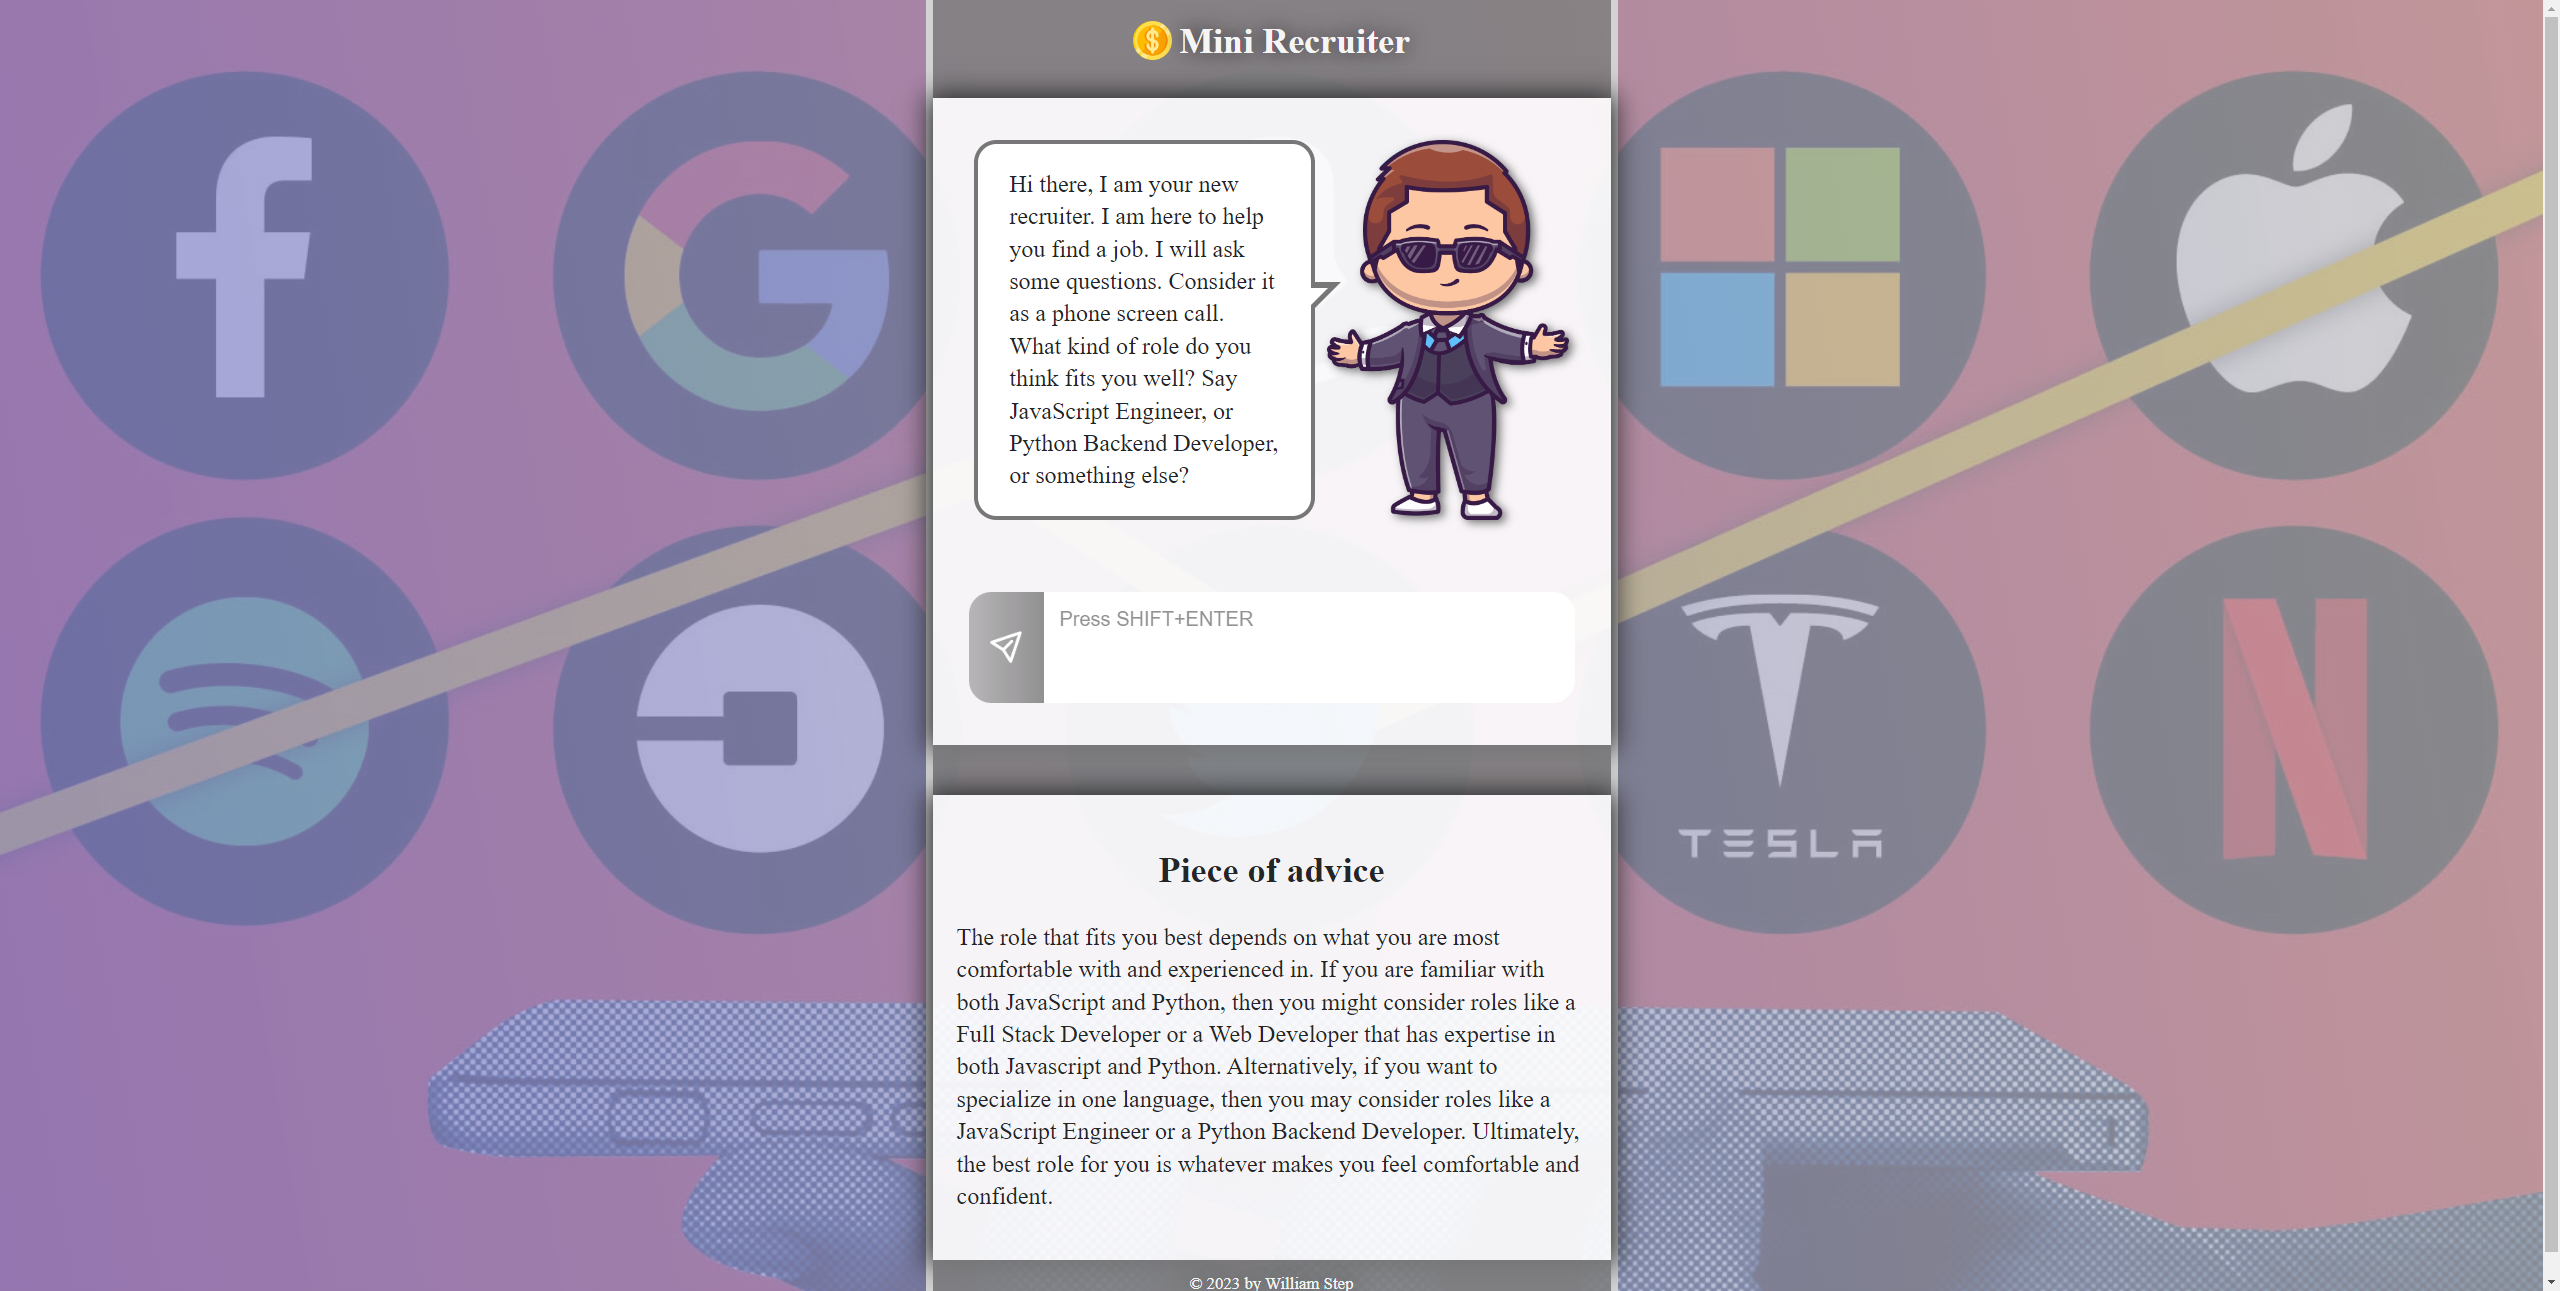 Mini Recruiter
Hi there, I am your new
recruiter. I am here to help
you find a job. I will ask
some questions. Consider it
as a phone screen call.
What kind of role do you
think fits you well? Say
JavaScript Engineer, or
Python Backend Developer,
or something else?
Press SHIFT+ENTER
TESLA
Piece of advice
The role that fits you best depends on what you are most
comfortable with and experienced in. If you are familiar with
both JavaScript and Python, then you might consider roles like a
Full Stack Developer or a Web Developer that has expertise in
both Javascript and Python. Alternatively, if you want to
specialize in one language, then you may consider roles like a
JavaScript Engineer or a Python Backend Developer. Ultimately,
the best role for you is whatever makes you feel comfortable and
confident.
© 2023 by William Step